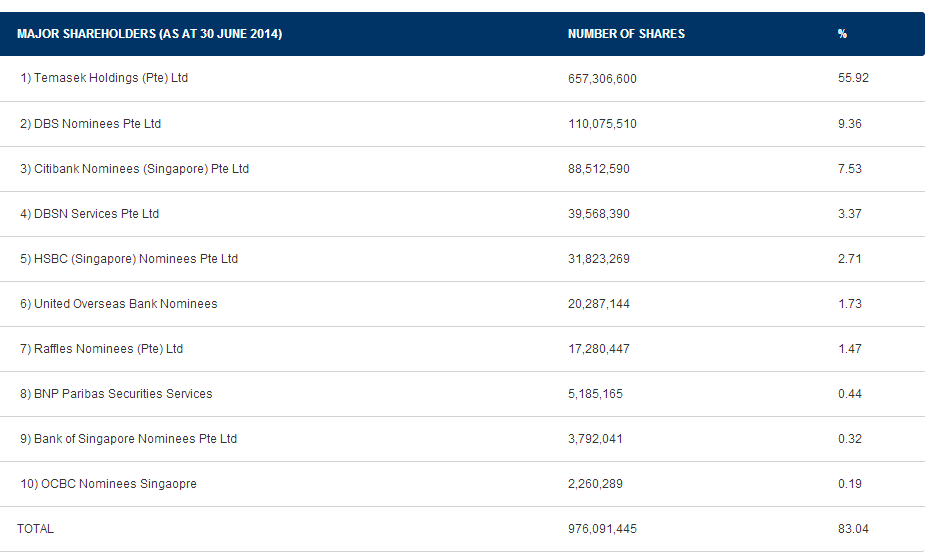 MAJOR SHAREHOLDERS (AS AT 30 JUNE 2014) NUMBER OF SHARES %
1) Temasek Holdings (Pte) Ltd 657,306,600 55.92
2) DBS Nominees Pte Ltd 110,075,510 9.36
3) Citibank Nominees (Singapore) Pte Ltd 88,512,590 7.53
4) DBSN Services Pte Ltd 39,568,390 3.37
5) HSBC (Singapore) Nominees Pte Ltd 31,823,269 2.71
6) United Overseas Bank Nominees 20,287,144 1.73
7) Raffles Nominees (Pte) Ltd 17,280,447 1.47
8) BNP Paribas Securities Services 5,185,165 0.44
9) Bank of Singapore Nominees Pte Ltd 3,792,041 0.32
10) OCBC Nominees Singaopre 2,260,289 0.19
TOTAL 976,091,445 83.04